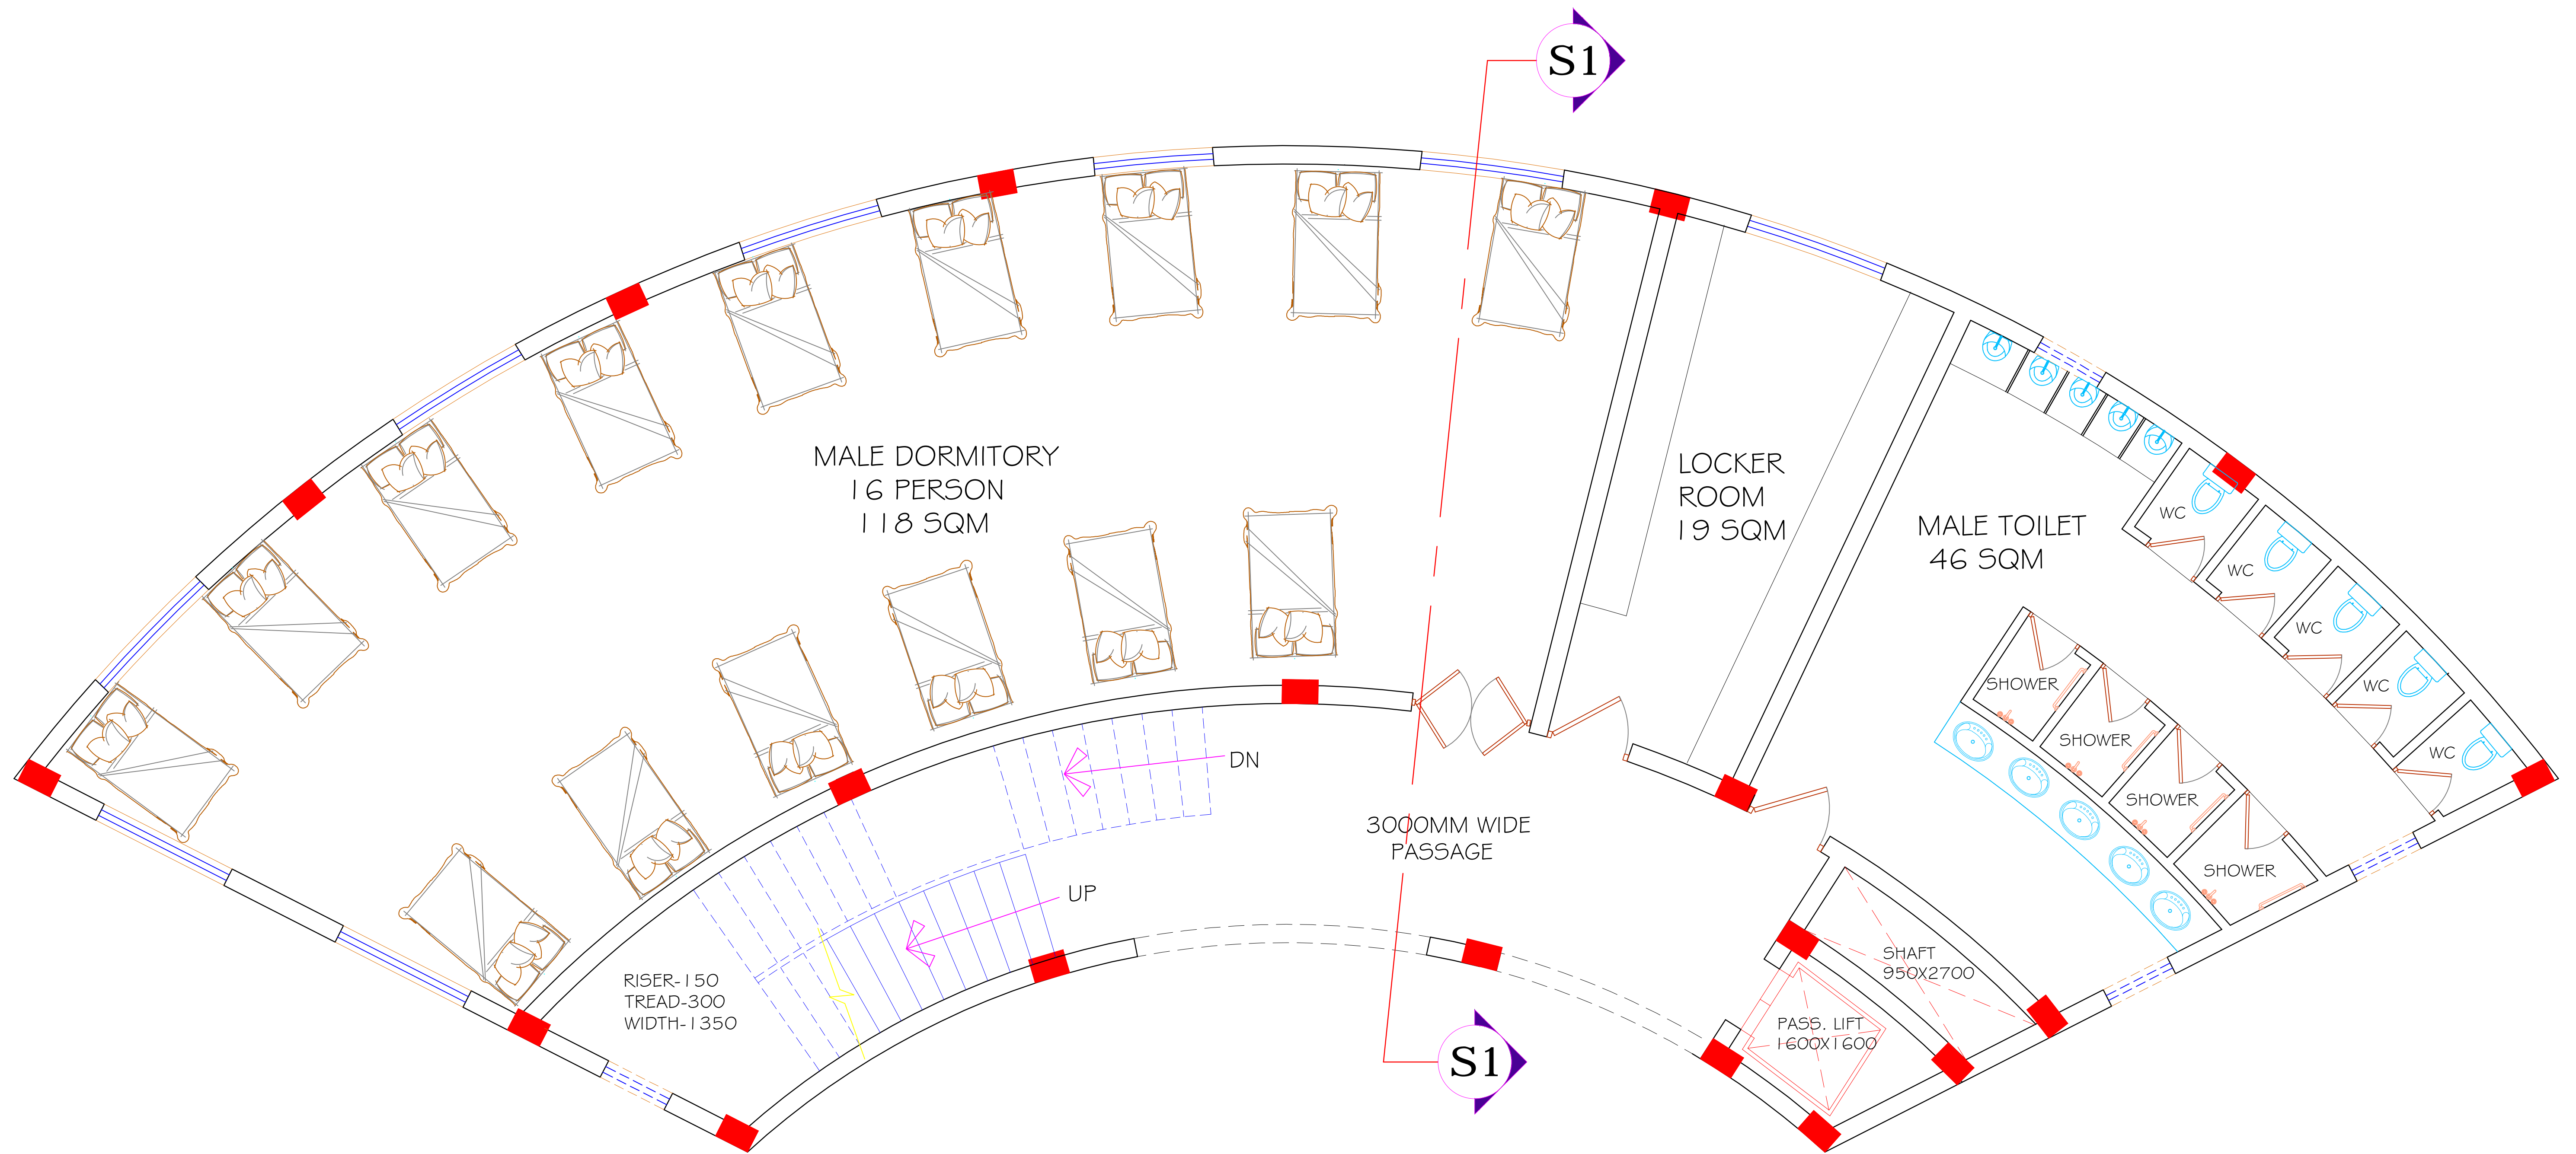 S1
MALE DORMITORY
16 PERSON
118 SQM
LOCKER
ROOM
19 SQM
MALE TOILET
46 SQM
WC
WC
WC
WC
WC
SHOWER
SHOWER
SHOWER
SHOWER
DN
UP
3000MM WIDE
PASSAGE
RISER-150
TREAD-300
WIDTH-1350
SHAFT
950X2700
PASS. LIFT
1600X1600
S1